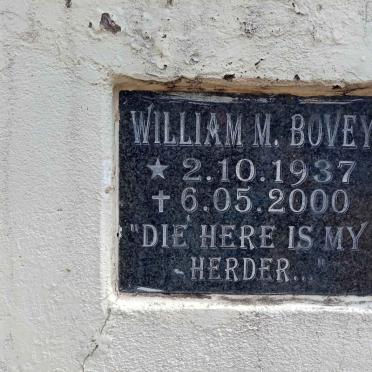 WILLIAM M. BOVEY
★ 2.10.1937
✝ 6.05.2000
"DIE HERE IS MY
HERDER..."